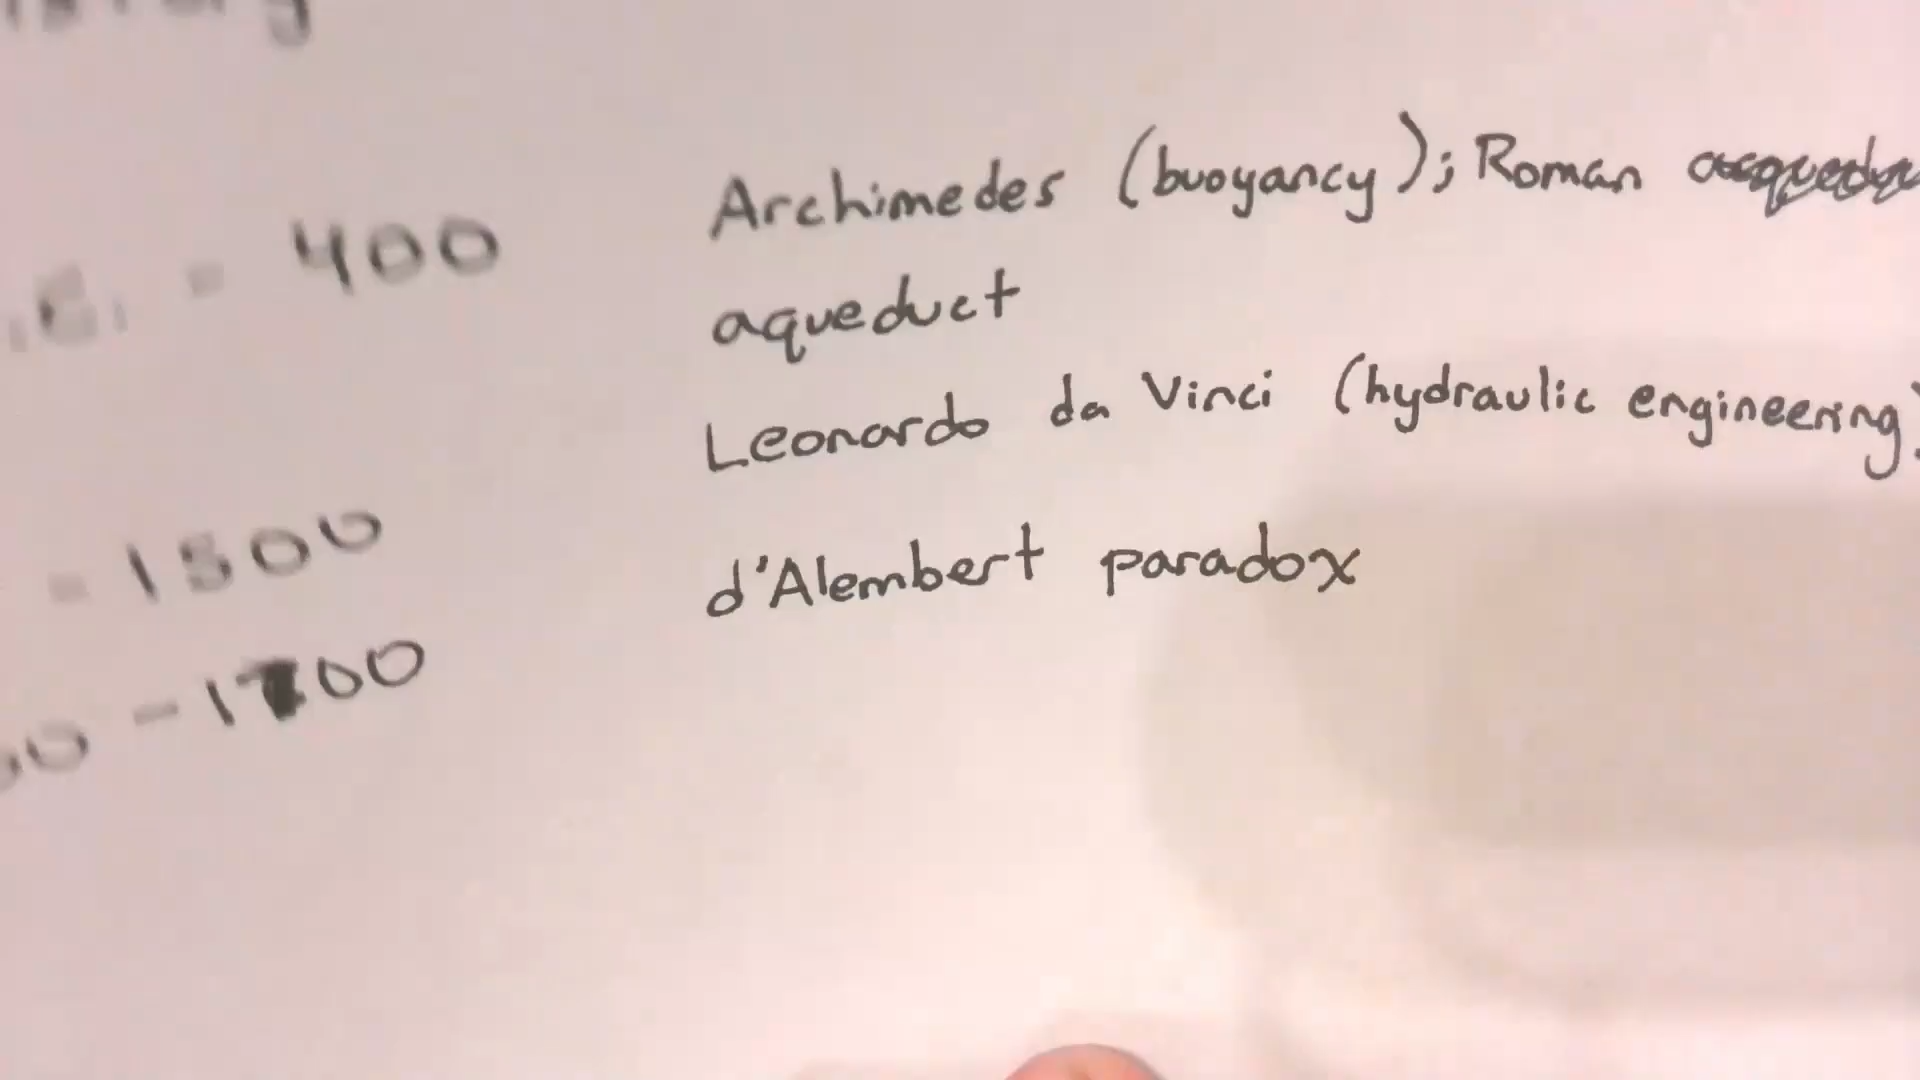 - 400 Archimedes (buoyancy); Roman
aqueduct
Leonardo da Vinci (hydraulic engineering)
- 1500 d'Alembert paradox
- 1700